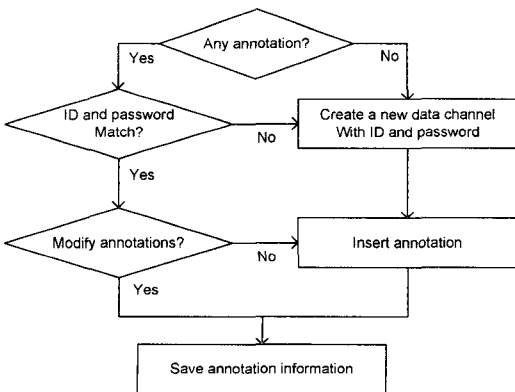 Any annotation?
Yes
No
ID and password
Match?
No
Create a new data channel
With ID and password
Yes
Modify annotations?
No
Insert annotation
Yes
Save annotation information